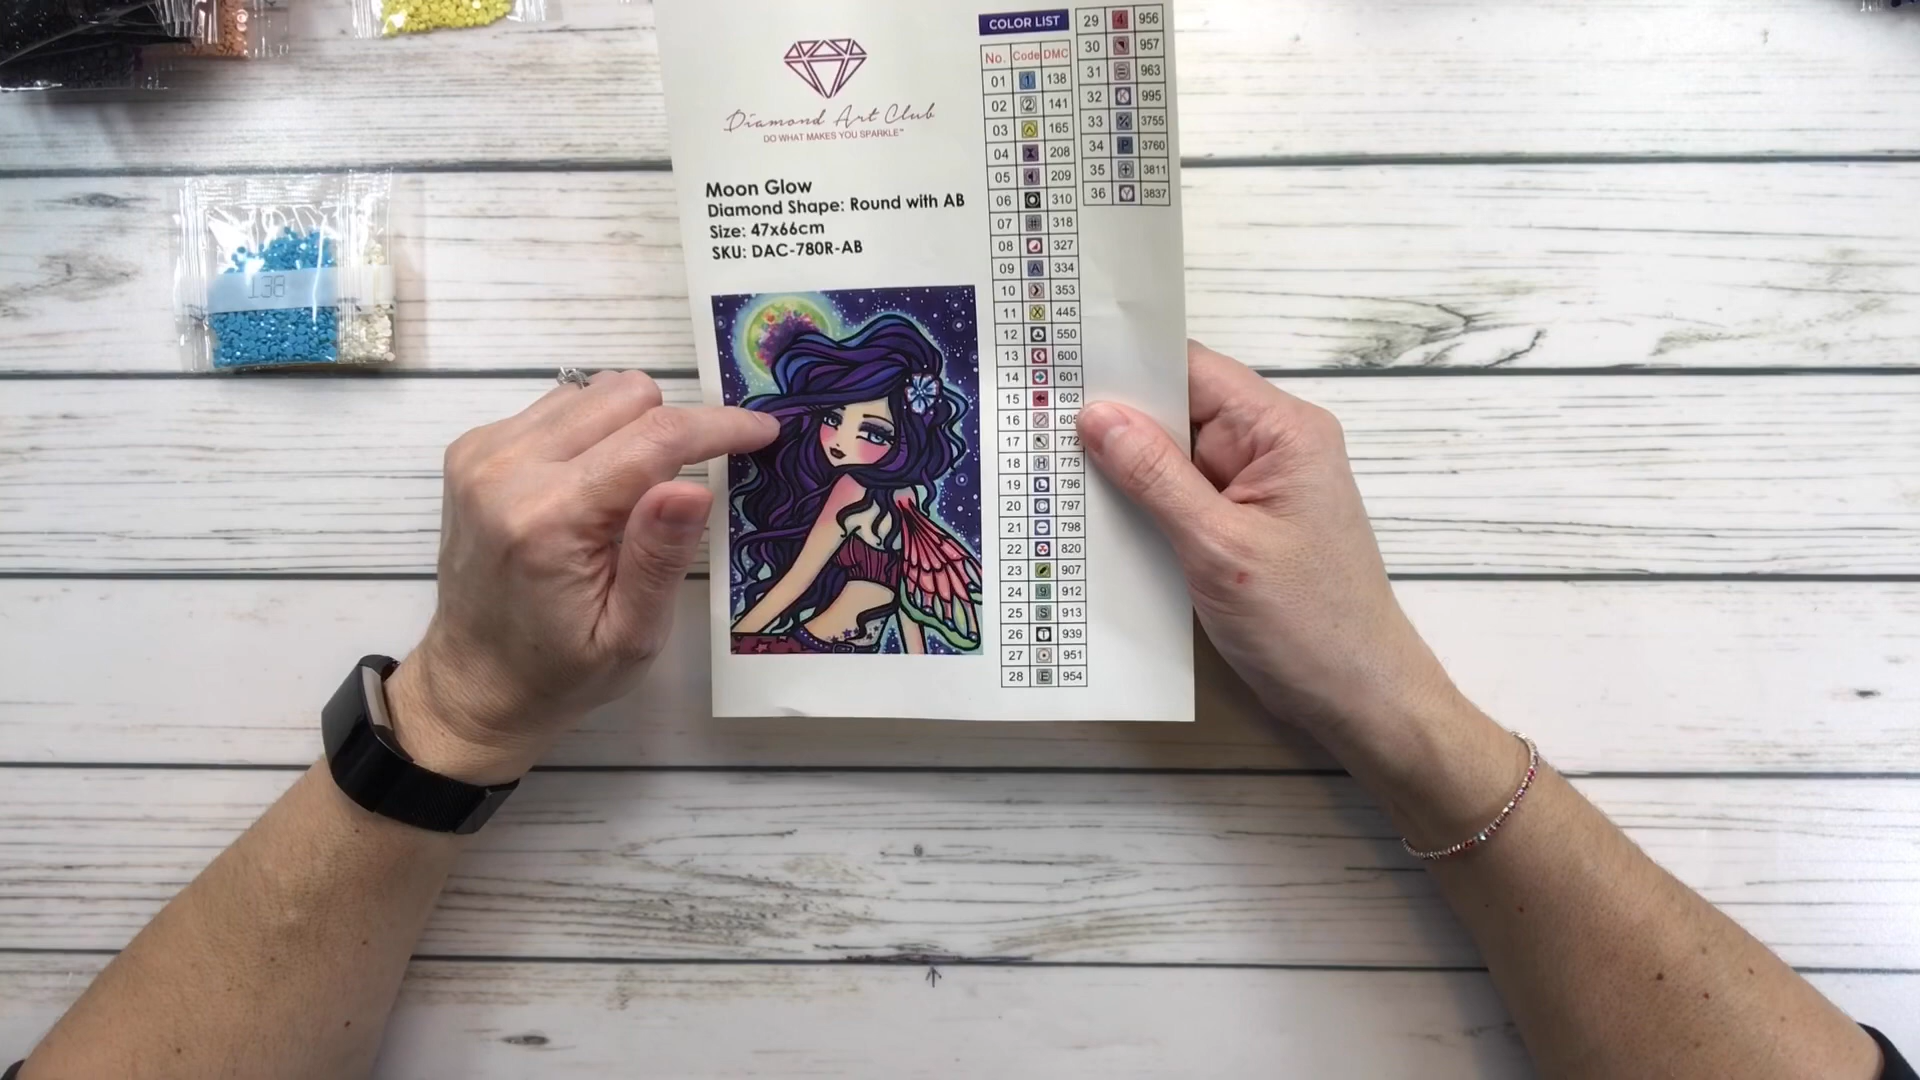 Diamond Art Club
DO WHAT MAKES YOU SPARKLE™
Moon Glow
Diamond Shape: Round with AB
Size: 47x66cm
SKU: DAC-780R-AB
COLOR LIST
No. Code DMC
01 1 138
02 2 141
03 165
04 208
05 209
06 310
07 # 318
08 327
09 A 334
10 353
11 X 445
12 550
13 600
14 601
15 602
16 605
17 772
18 H 775
19 L 796
20 C 797
21 798
22 820
23 907
24 9 912
25 S 913
26 T 939
27 951
28 E 954
29 4 956
30 957
31 963
32 K 995
33 % 3755
34 P 3760
35 + 3811
36 Y 3837
138